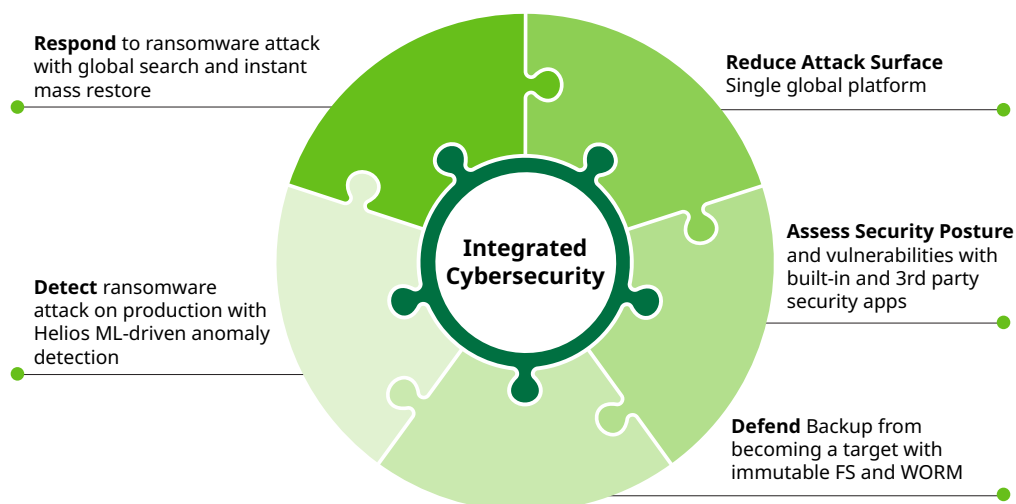 Respond to ransomware attack
with global search and instant
mass restore
Reduce Attack Surface
Single global platform
Integrated
Cybersecurity
Assess Security Posture
and vulnerabilities with
built-in and 3rd party
security apps
Detect ransomware
attack on production with
Helios ML-driven anomaly
detection
Defend Backup from
becoming a target with
immutable FS and WORM